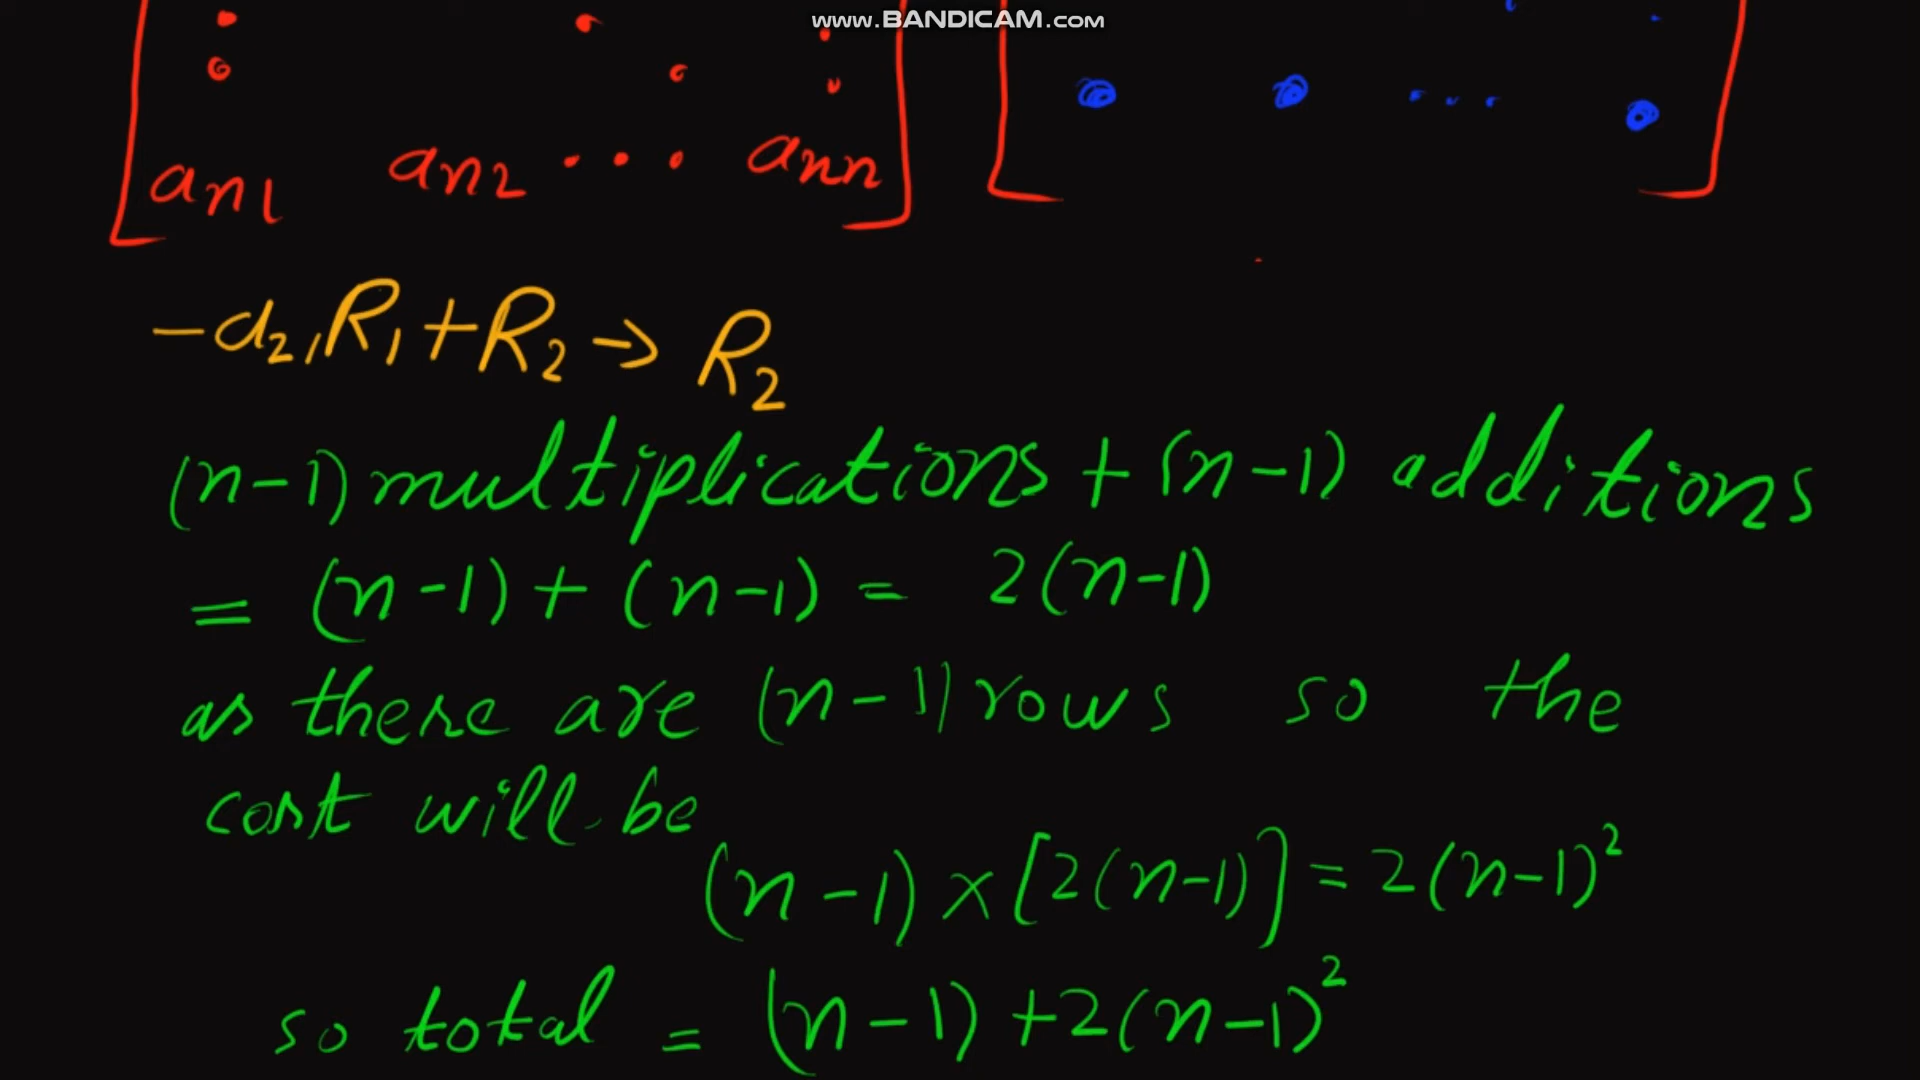 www.BANDICAM.com
an1 an2 ... ann
-a21R1+R2→R2
(n-1) multiplications + (n-1) additions
= (n-1) + (n-1) = 2(n-1)
as there are (n-1) rows so the
cost will be
(n-1) × [2(n-1)] = 2(n-1)²
so total = (n-1) + 2(n-1)²